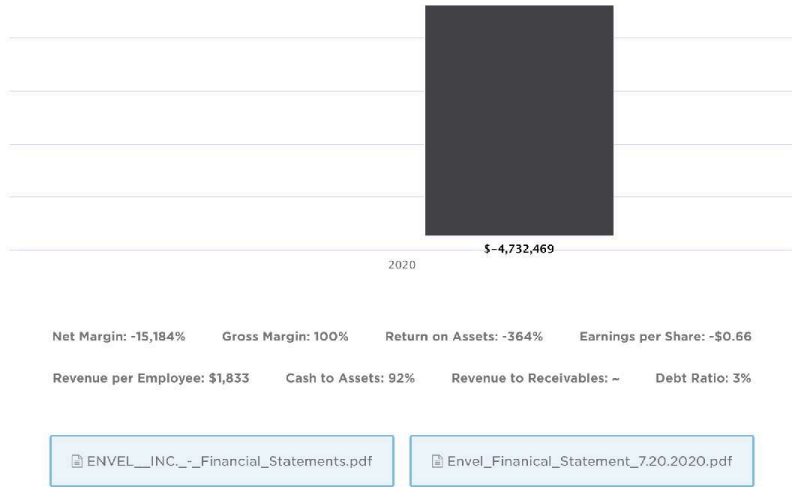 $-4,732,469
2020
Net Margin: -15,184% Gross Margin: 100% Return on Assets: -364% Earnings per Share: -$0.66
Revenue per Employee: $1,833 Cash to Assets: 92% Revenue to Receivables: ~ Debt Ratio: 3%
ENVEL__INC._-_Financial_Statements.pdf Envel_Finanical_Statement_7.20.2020.pdf